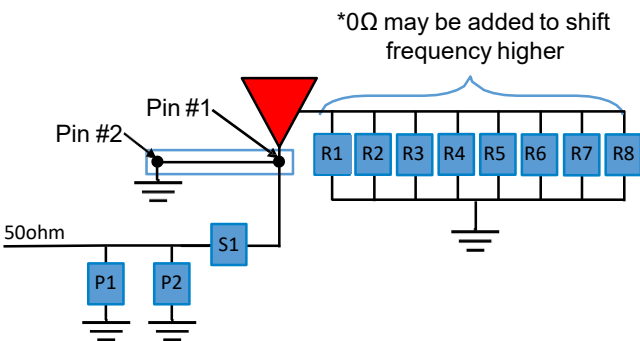 *0Ω may be added to shift
frequency higher
Pin #1
Pin #2
R1 R2 R3 R4 R5 R6 R7 R8
50ohm
S1
P1 P2